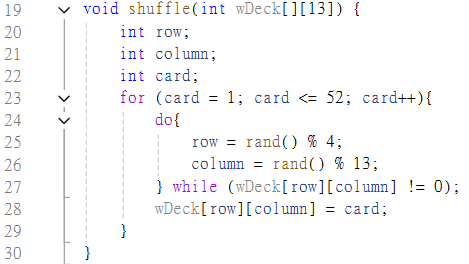 19 void shuffle(int wDeck[][13]) {
20 int row;
21 int column;
22 int card;
23 for (card = 1; card <= 52; card++){
24 do{
25 row = rand() % 4;
26 column = rand() % 13;
27 } while (wDeck[row][column] != 0);
28 wDeck[row][column] = card;
29 }
30 }